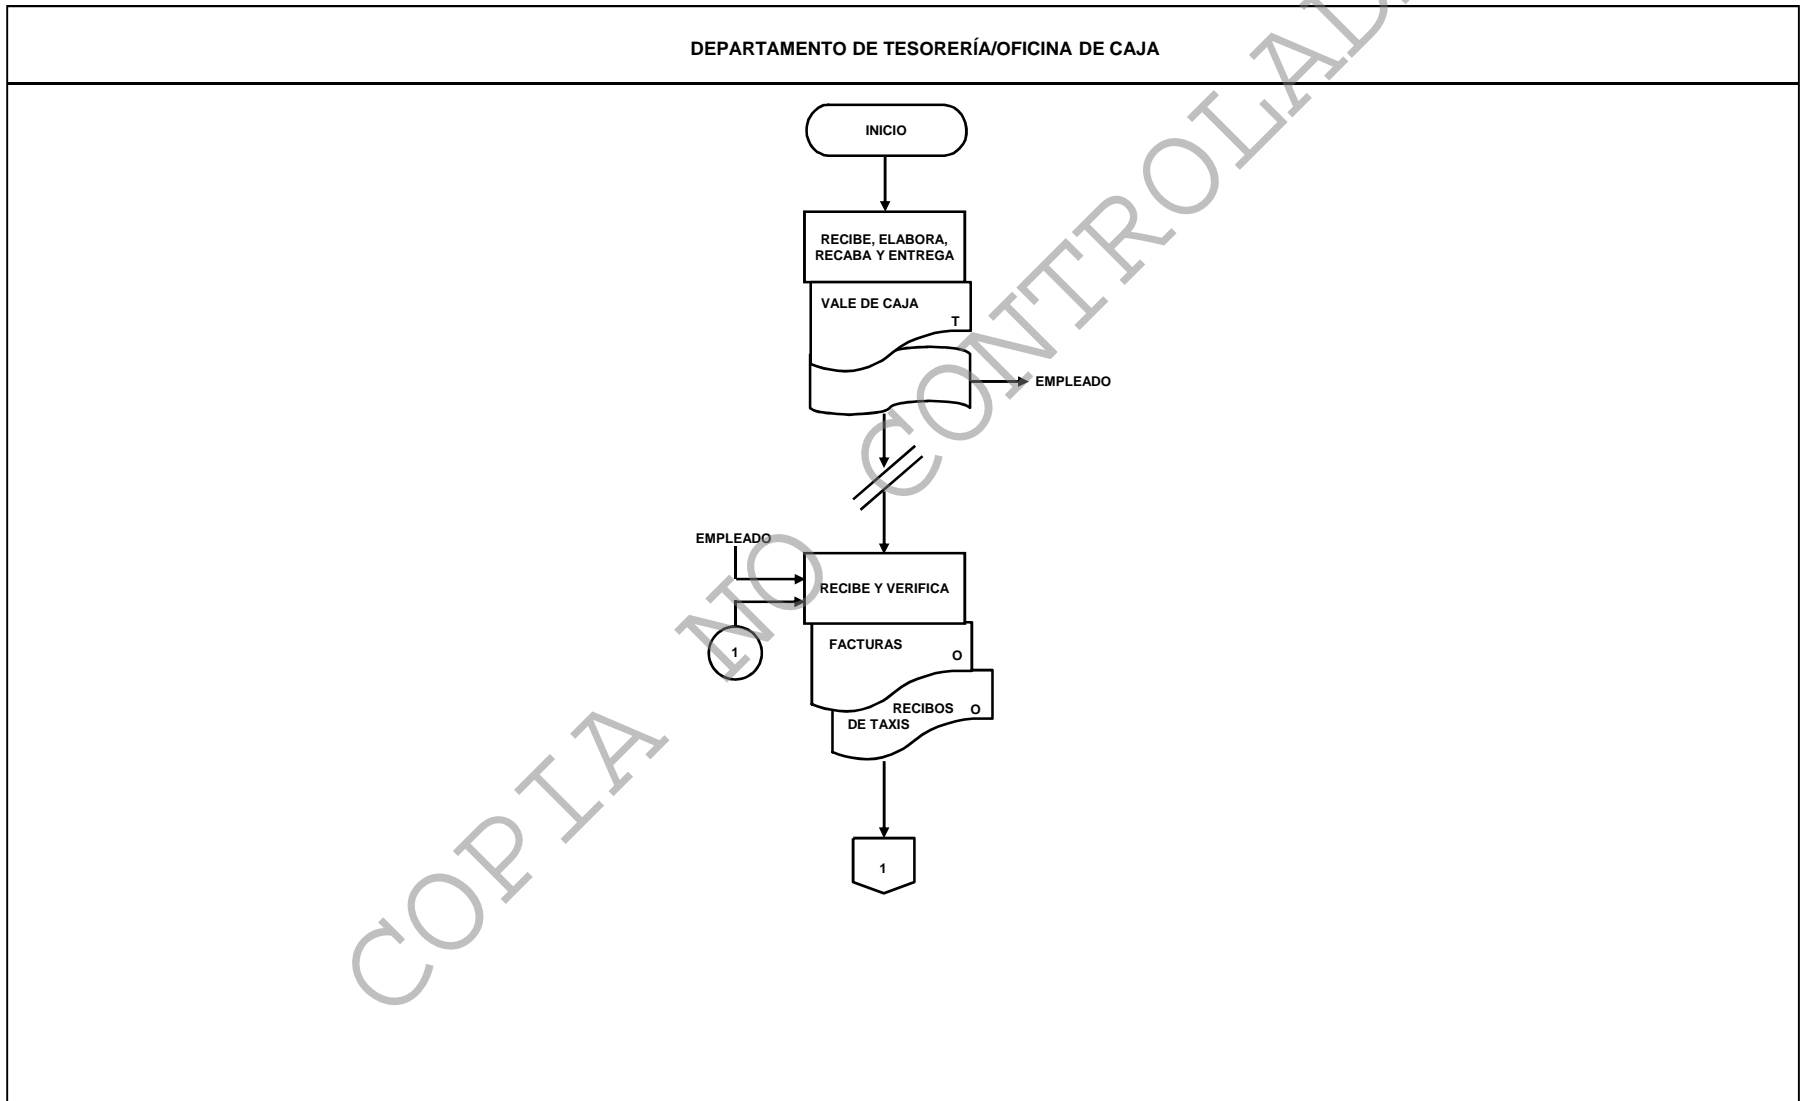 DEPARTAMENTO DE TESORERÍA/OFICINA DE CAJA
INICIO
RECIBE, ELABORA,
RECABA Y ENTREGA
VALE DE CAJA
T
EMPLEADO
EMPLEADO
RECIBE Y VERIFICA
1
FACTURAS
O
RECIBOS O
DE TAXIS
1
COPIA NO CONTROLAD